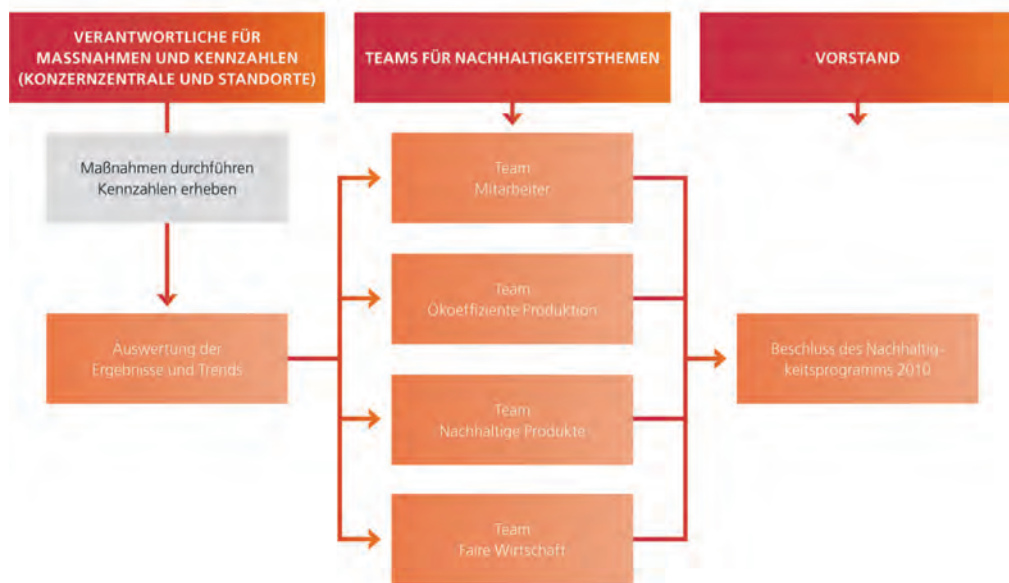 VERANTWORTLICHE FÜR
MASSNAHMEN UND KENNZAHLEN
(KONZERNZENTRALE UND STANDORTE)
TEAMS FÜR NACHHALTIGKEITSTHEMEN
VORSTAND
Maßnahmen durchführen
Kennzahlen erheben
Auswertung der
Ergebnisse und Trends
Team
Mitarbeiter
Team
Ökoeffiziente Produktion
Team
Nachhaltige Produkte
Team
Faire Wirtschaft
Beschluss des Nachhaltig-
keitsprogramms 2010